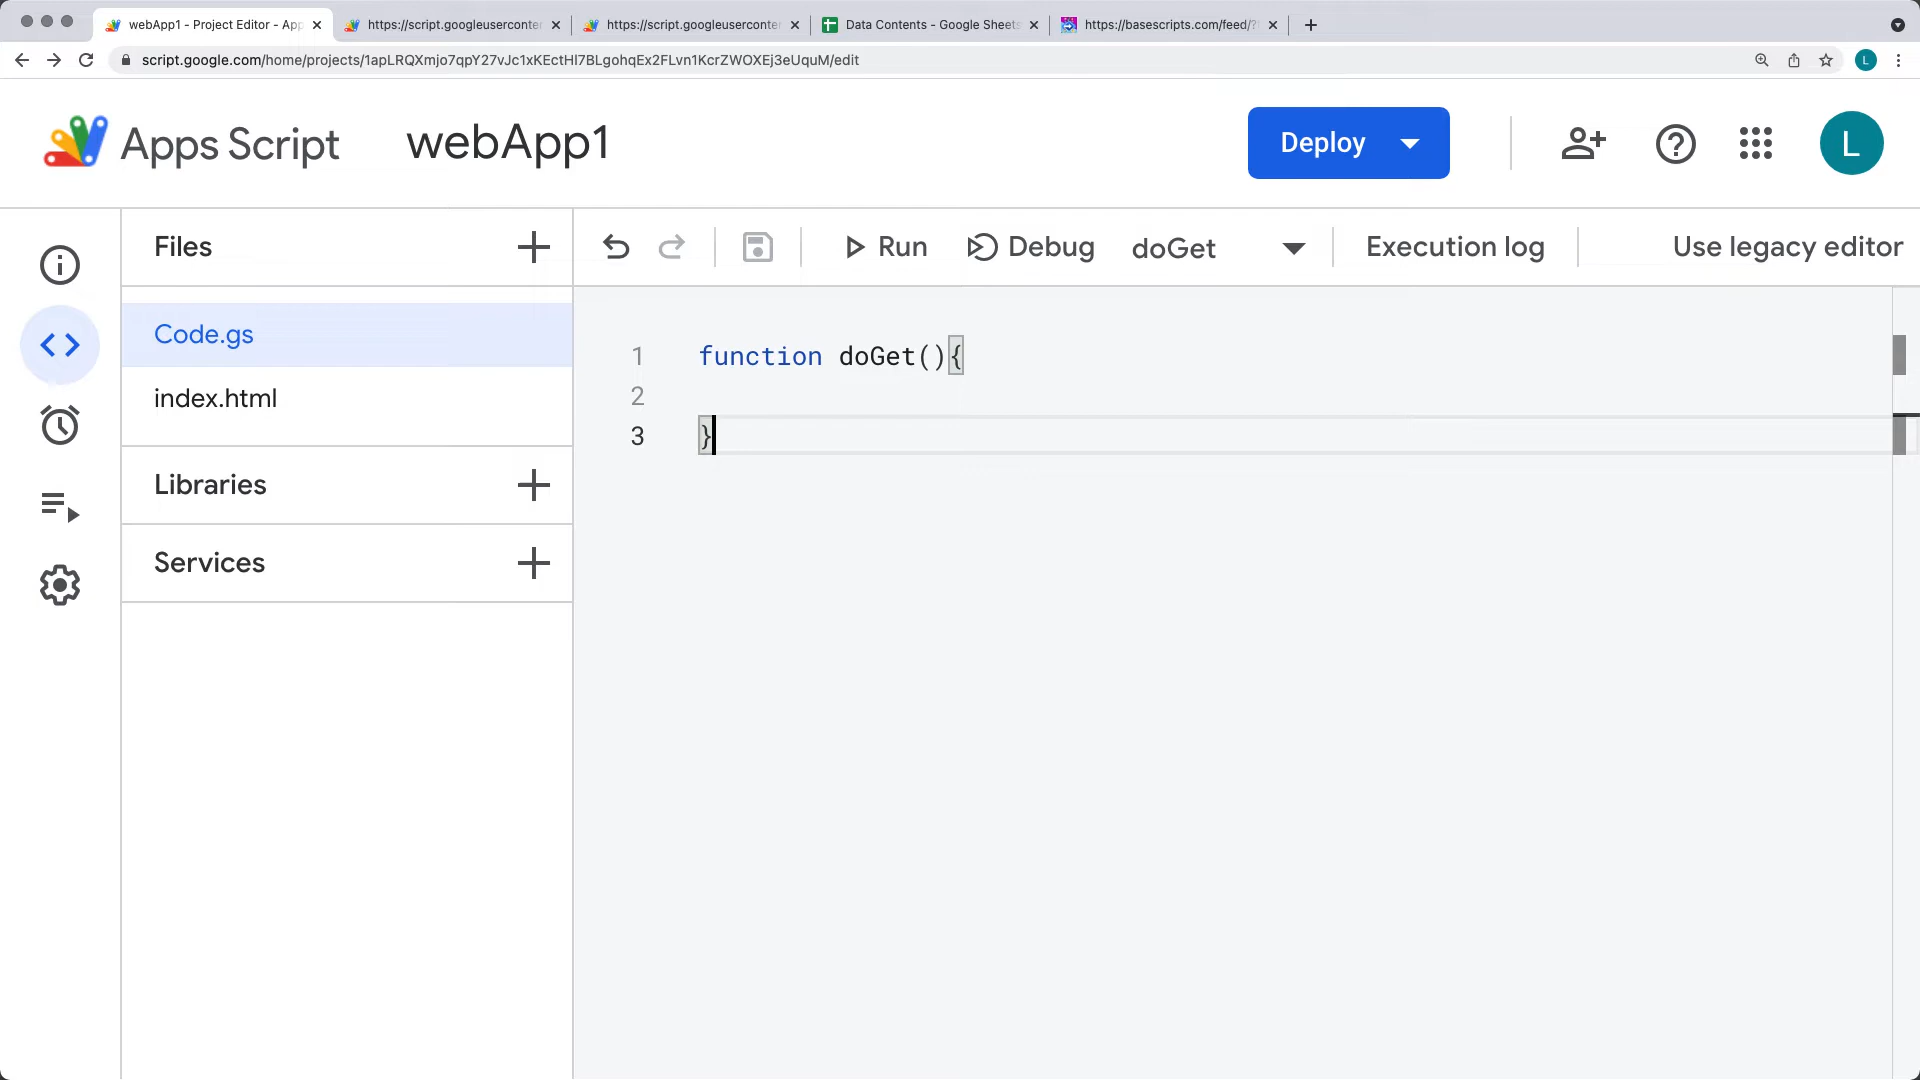 webApp1 - Project Editor - App
https://script.googleuserconter
https://script.googleuserconter
Data Contents - Google Sheets
https://basescripts.com/feed/?
script.google.com/home/projects/1apLRQXmjo7qpY27vJc1xKEctHI7BLgohqEx2FLvn1KcrZWOXEj3eUquM/edit
L
Apps Script
webApp1
Deploy
L
Files
Run
Debug
doGet
Execution log
Use legacy editor
Code.gs
index.html
Libraries
Services
1 function doGet(){
2
3 }